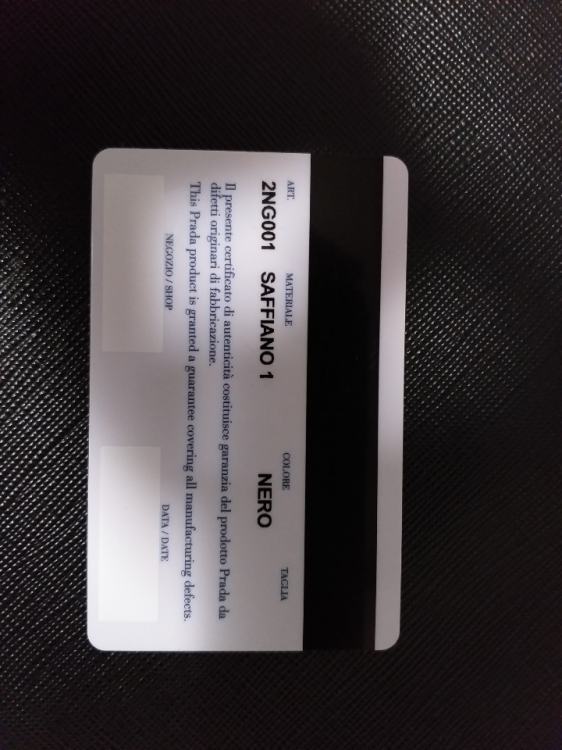 ART. MATERIALE COLORE TAGLIA
2NG001 SAFFIANO 1 NERO
Il presente certificato di autenticità costituisce garanzia del prodotto Prada da
difetti originari di fabbricazione.
This Prada product is granted a guarantee covering all manufacturing defects.
NEGOZIO / SHOP DATA / DATE